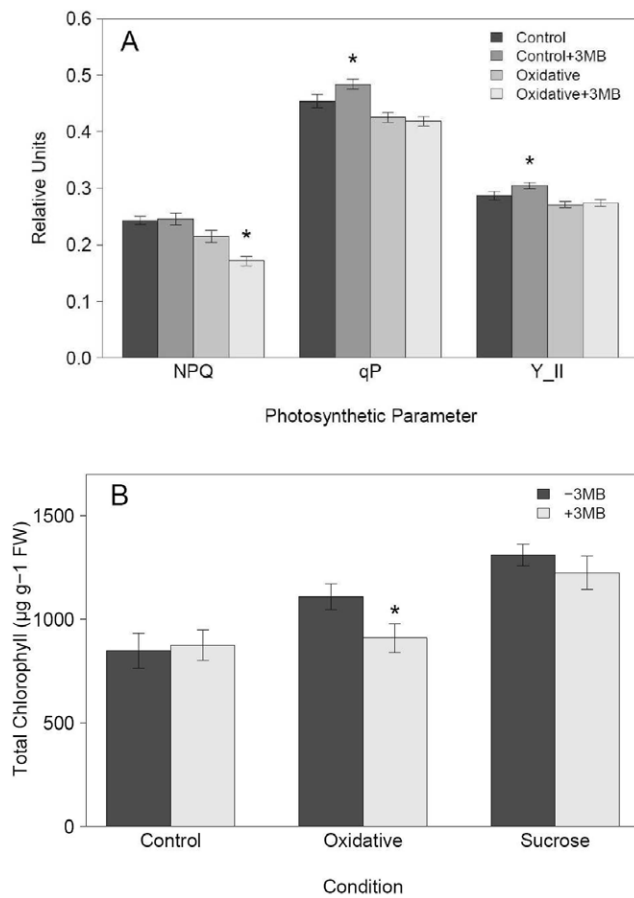 A
Control
Control+3MB
Oxidative
Oxidative+3MB
0.6
0.5
0.4
0.3
0.2
0.1
0.0
Relative Units
*
*
*
NPQ qP Y_II
Photosynthetic Parameter
B
−3MB
+3MB
1500
1000
500
0
Total Chlorophyll (µg g−1 FW)
*
Control Oxidative Sucrose
Condition